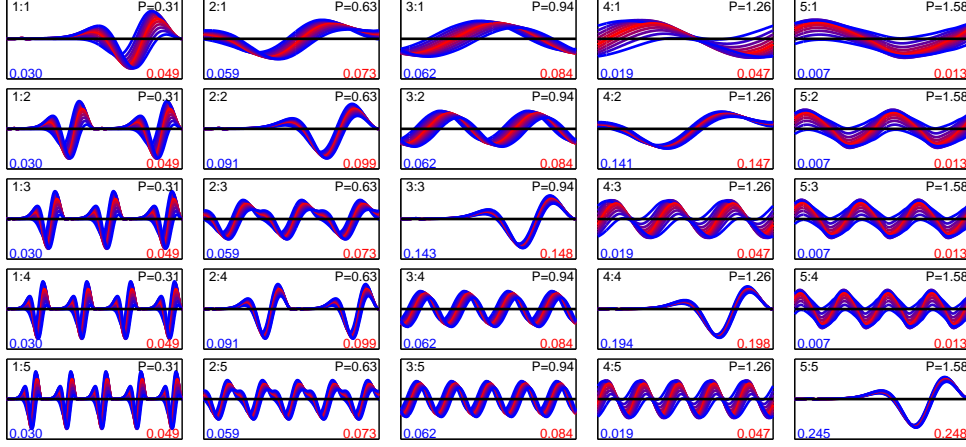 1:1 P=0.31 2:1 P=0.63 3:1 P=0.94 4:1 P=1.26 5:1 P=1.58
0.030 0.049 0.059 0.073 0.062 0.084 0.019 0.047 0.007 0.013
1:2 P=0.31 2:2 P=0.63 3:2 P=0.94 4:2 P=1.26 5:2 P=1.58
0.030 0.049 0.091 0.099 0.062 0.084 0.141 0.147 0.007 0.013
1:3 P=0.31 2:3 P=0.63 3:3 P=0.94 4:3 P=1.26 5:3 P=1.58
0.030 0.049 0.059 0.073 0.143 0.148 0.019 0.047 0.007 0.013
1:4 P=0.31 2:4 P=0.63 3:4 P=0.94 4:4 P=1.26 5:4 P=1.58
0.030 0.049 0.091 0.099 0.062 0.084 0.194 0.198 0.007 0.013
1:5 P=0.31 2:5 P=0.63 3:5 P=0.94 4:5 P=1.26 5:5 P=1.58
0.030 0.049 0.059 0.073 0.062 0.084 0.019 0.047 0.245 0.248